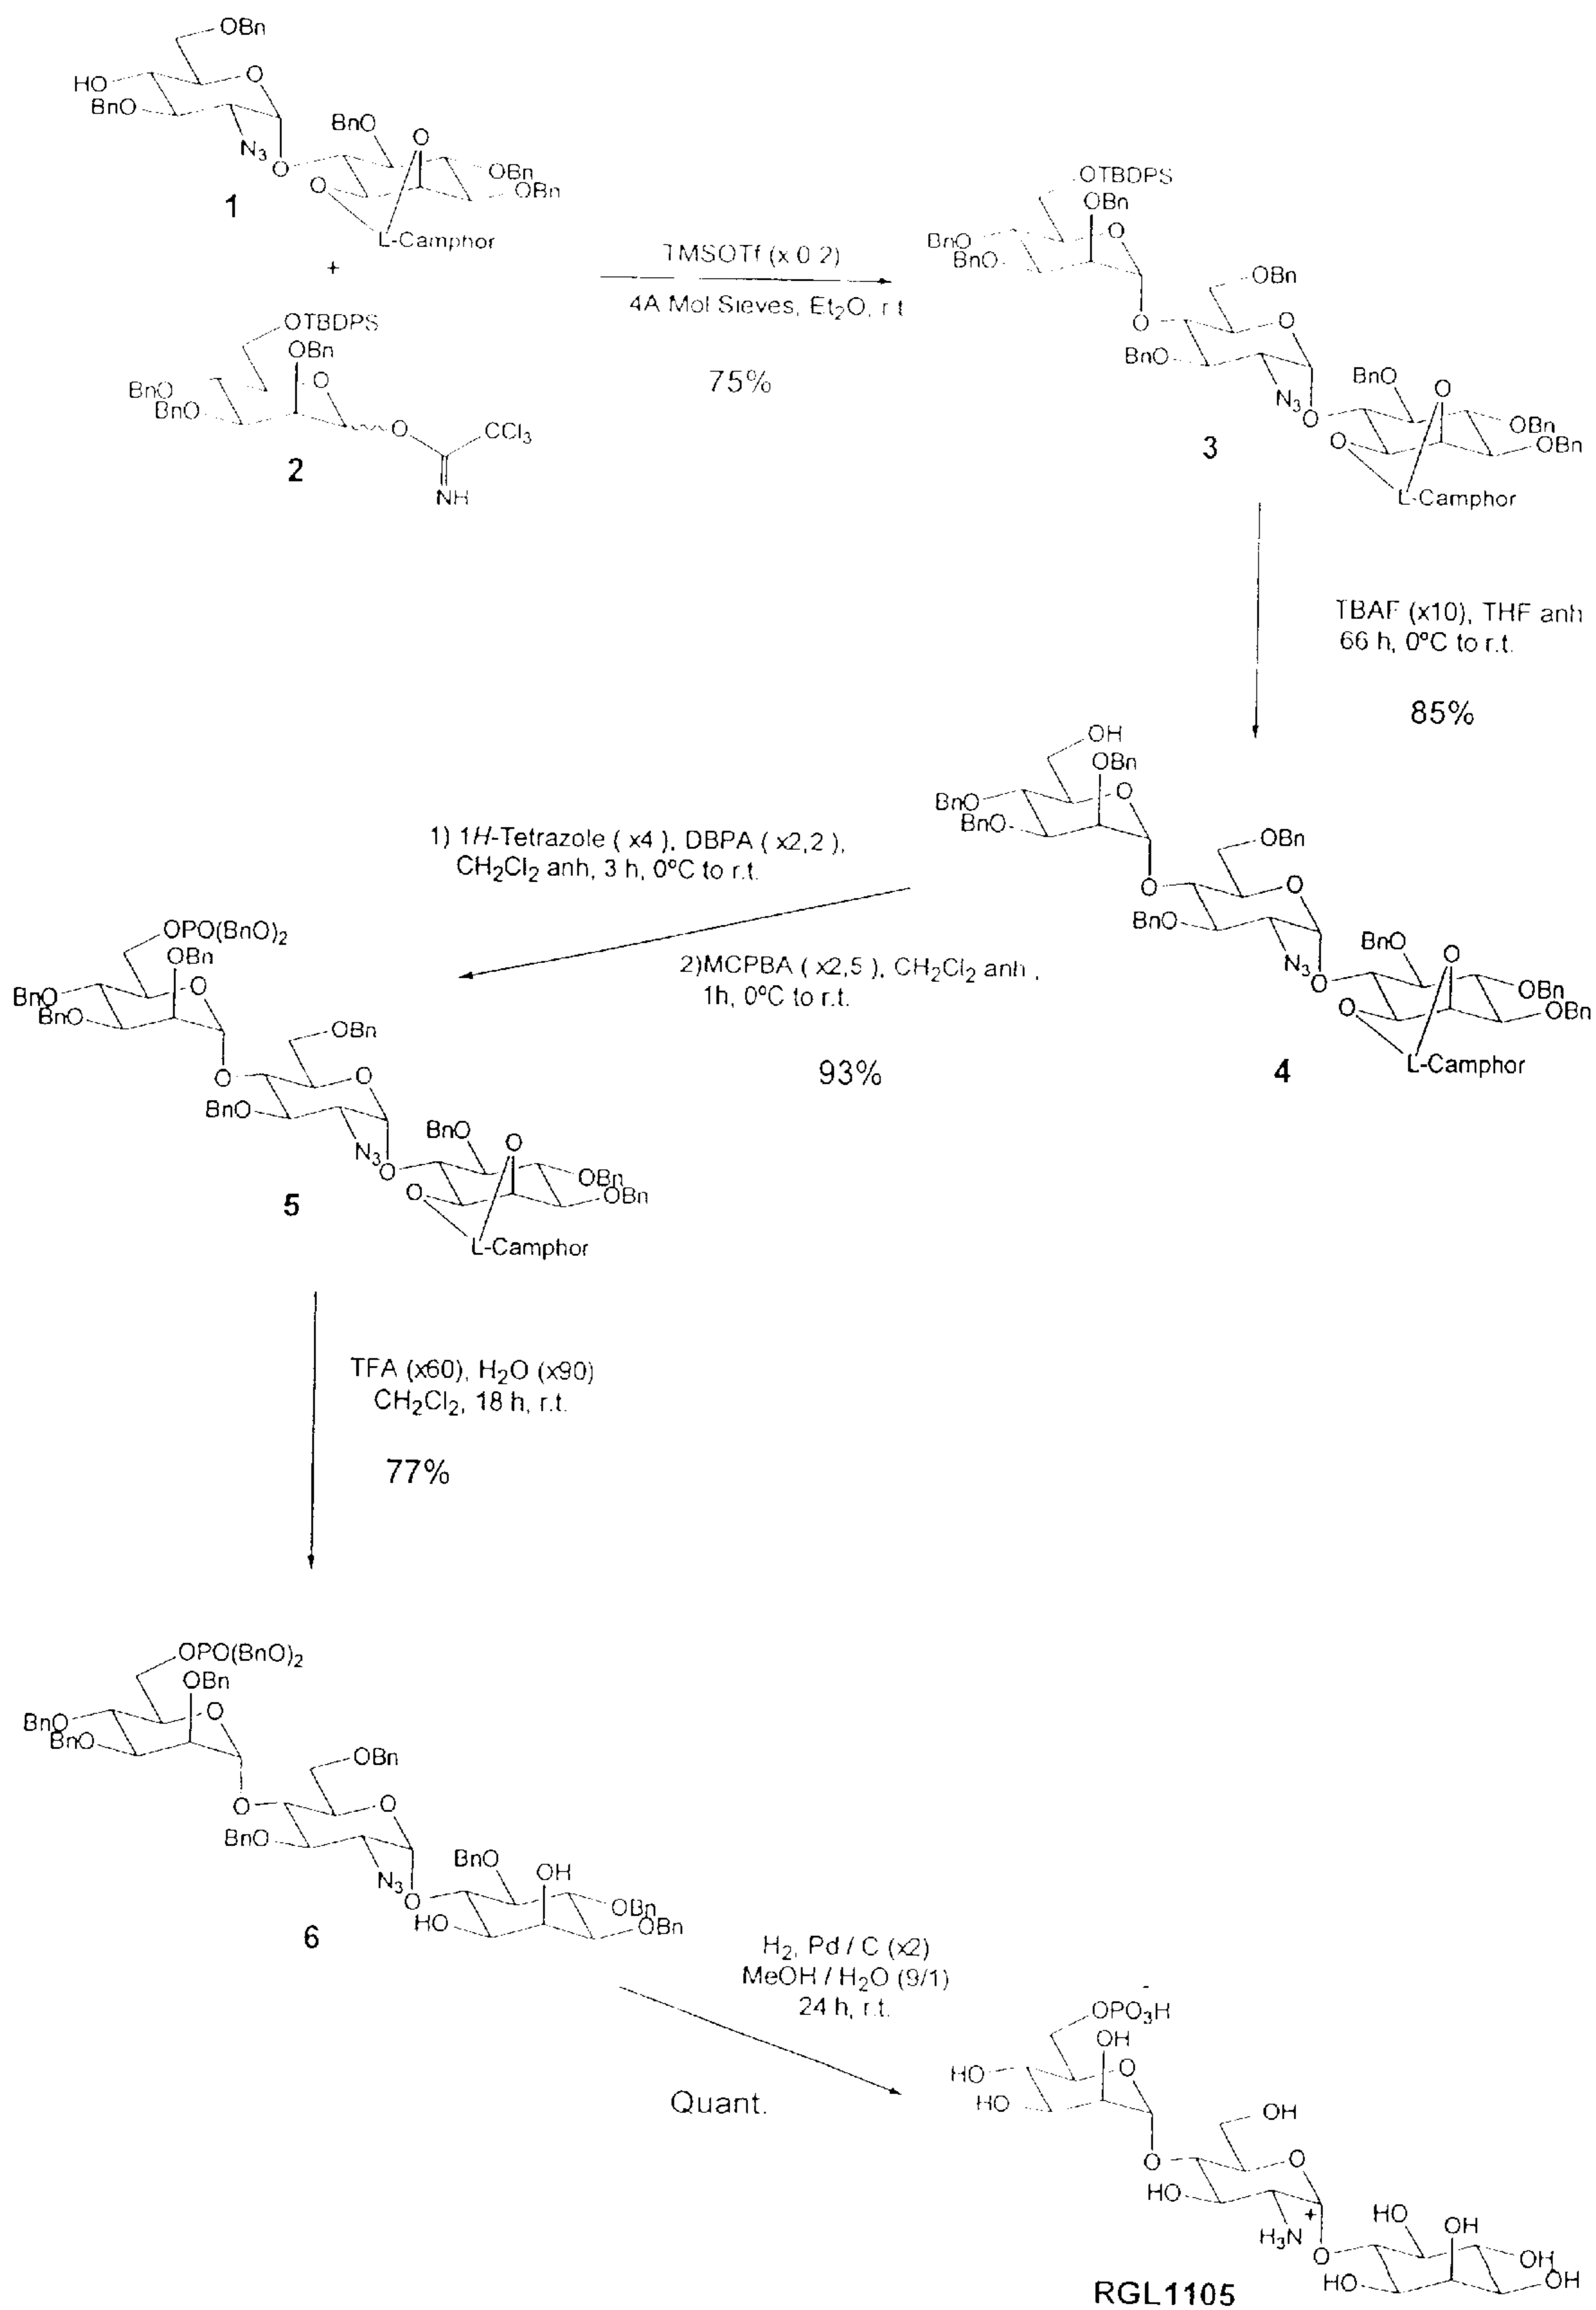 OBn
HO
O
BnO
N3
O
BnO
O
O
OBn
OBn
1
L-Camphor
+
OTBDPS
OBn
BnO
O
BnO
O
CCl3
2
NH
TMSOTf (x 0 2)
4A Mol Sieves, Et2O, r t
75%
OTBDPS
OBn
BnO
O
BnO
OBn
O
O
BnO
BnO
O
N3
O
OBn
O
OBn
3
L-Camphor
TBAF (x10), THF anh
66 h, 0ºC to r.t.
85%
OH
OBn
BnO
O
BnO
OBn
O
O
BnO
BnO
O
N3
O
OBn
O
OBn
4
L-Camphor
1) 1H-Tetrazole ( x4 ), DBPA ( x2,2 ),
CH2Cl2 anh, 3 h, 0ºC to r.t.
2)MCPBA ( x2,5 ), CH2Cl2 anh ,
1h, 0ºC to r.t.
93%
OPO(BnO)2
OBn
BnO
O
BnO
OBn
O
O
BnO
BnO
O
N3
O
OBn
O
OBn
5
L-Camphor
TFA (x60), H2O (x90)
CH2Cl2, 18 h, r.t.
77%
OPO(BnO)2
OBn
BnO
O
BnO
OBn
O
O
BnO
BnO
OH
N3
O
OBn
HO
OBn
6
H2, Pd / C (x2)
MeOH / H2O (9/1)
24 h, r.t.
Quant.
-
OPO3H
OH
HO
O
HO
OH
O
O
HO
+
HO
OH
H3N
O
OH
HO
OH
RGL1105